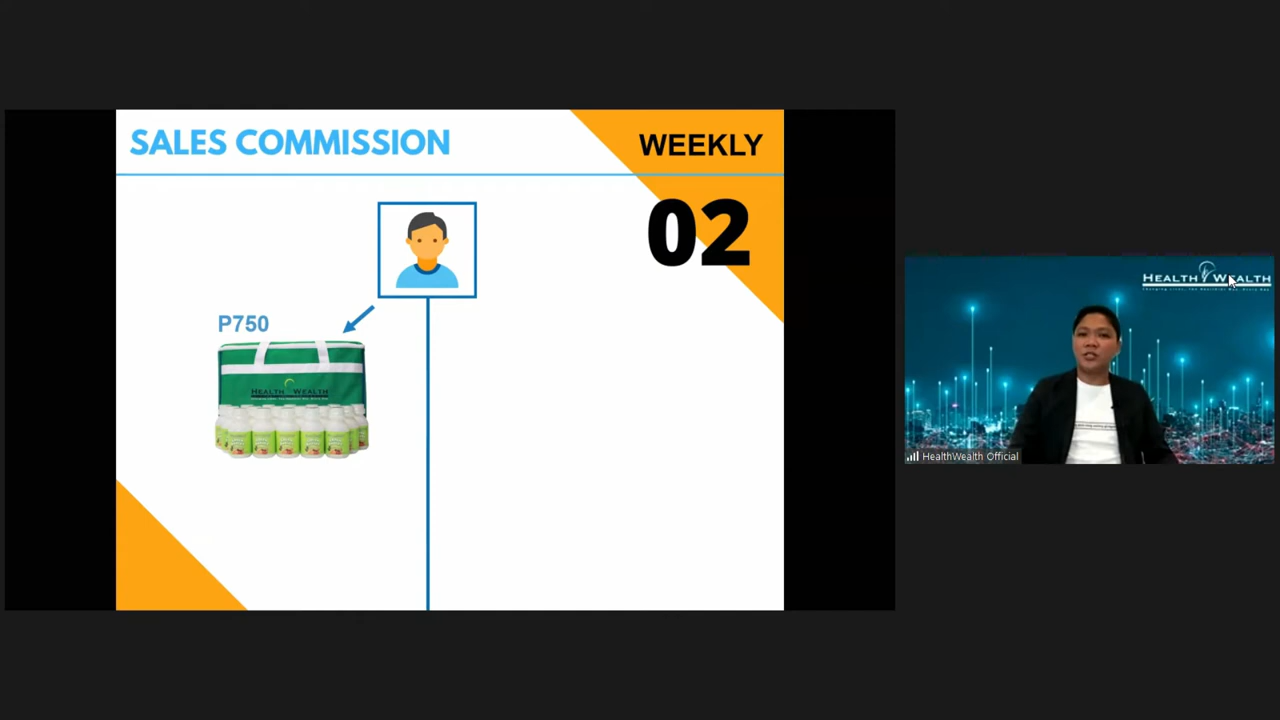 SALES COMMISSION
WEEKLY
02
P750
HEALTH WEALTH
HEALTH WEALTH
HealthWealth Official